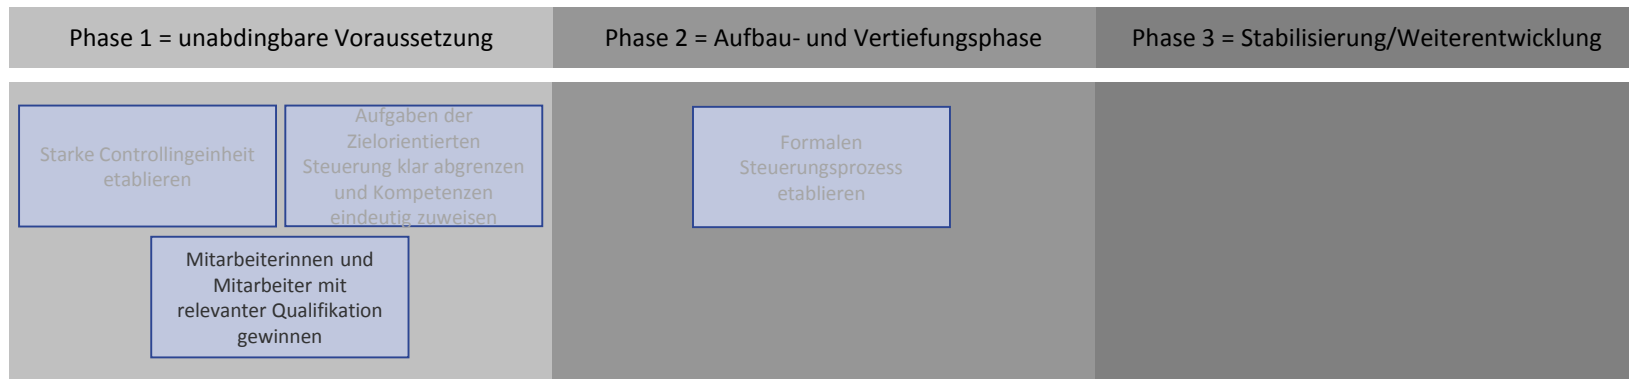 Phase 1 = unabdingbare Voraussetzung
Phase 2 = Aufbau- und Vertiefungsphase
Phase 3 = Stabilisierung/Weiterentwicklung
Starke Controllingeinheit
etablieren
Aufgaben der
Zielorientierten
Steuerung klar abgrenzen
und Kompetenzen
eindeutig zuweisen
Mitarbeiterinnen und
Mitarbeiter mit
relevanter Qualifikation
gewinnen
Formalen
Steuerungsprozess
etablieren